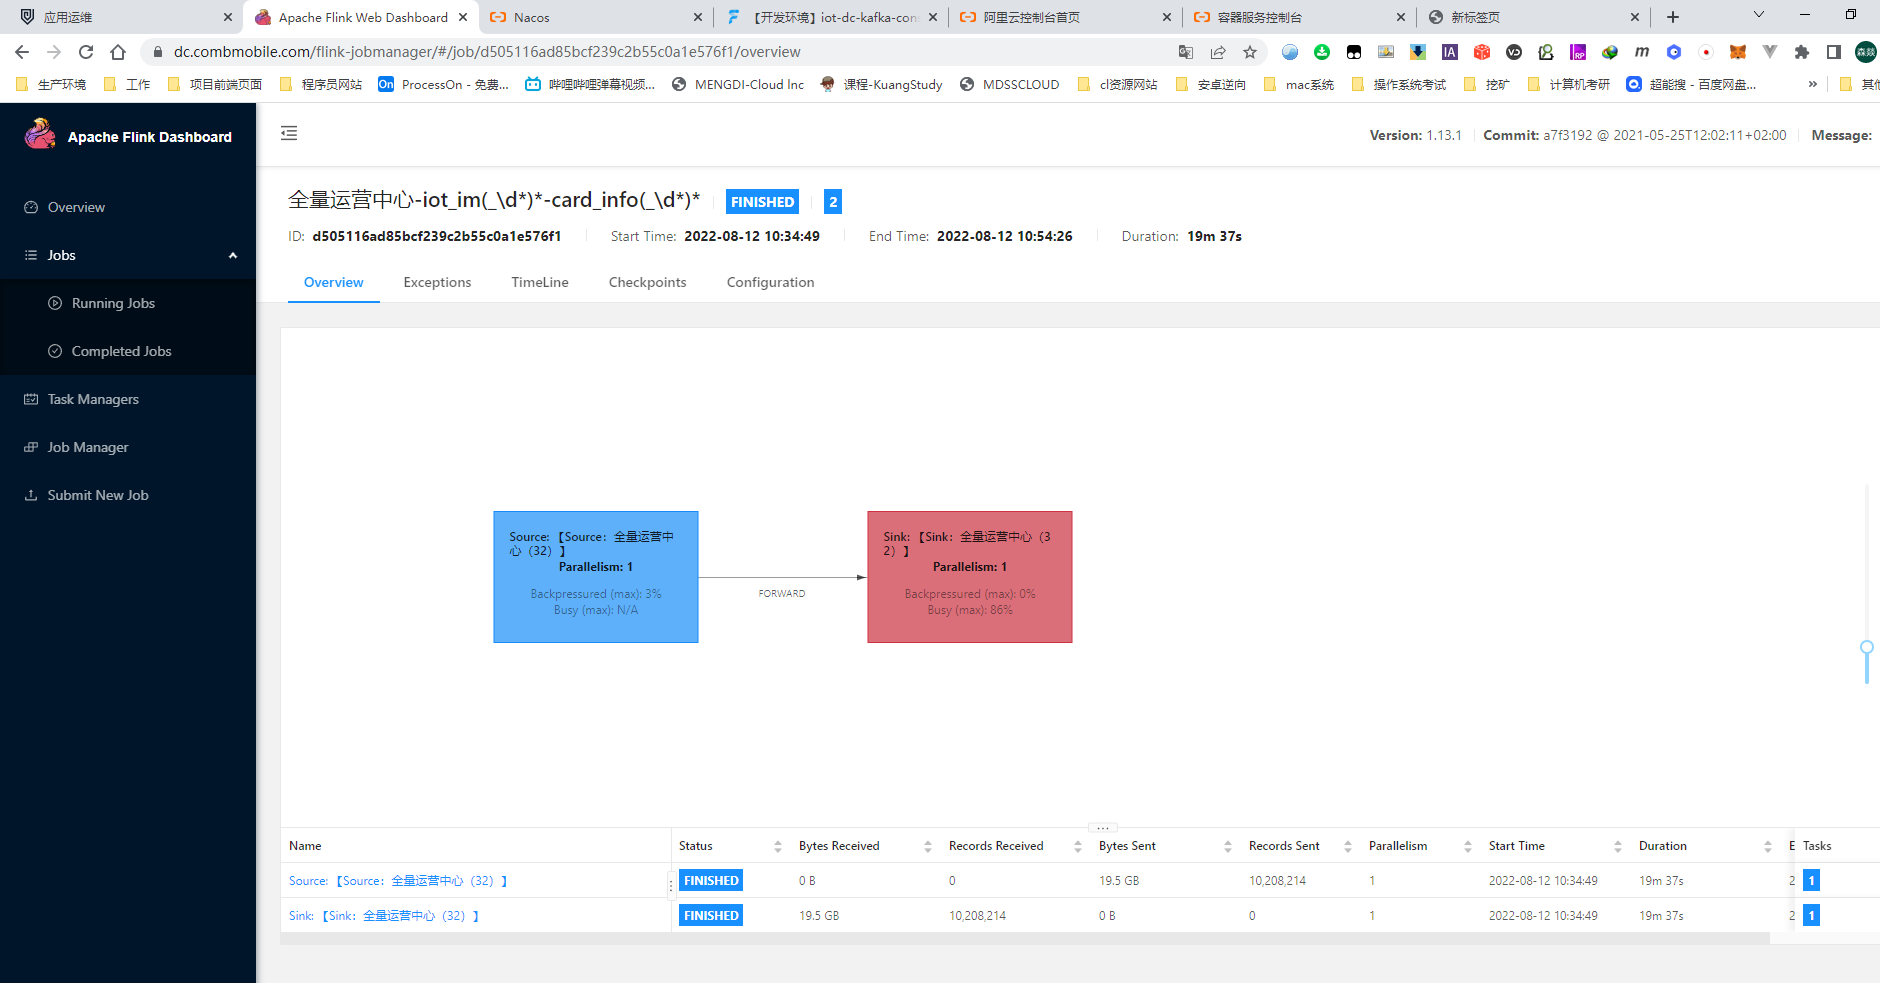 应用运维
Apache Flink Web Dashboard
Nacos
【开发环境】iot-dc-kafka-con
阿里云控制台首页
容器服务控制台
新标签页
dc.combmobile.com/flink-jobmanager/#/job/d505116ad85bcf239c2b55c0a1e576f1/overview
生产环境
工作
项目前端页面
程序员网站
ProcessOn - 免费...
哔哩哔哩弹幕视频...
MENGDI-Cloud Inc
课程-KuangStudy
MDSSCLOUD
cl资源网站
安卓逆向
mac系统
操作系统考试
挖矿
计算机考研
超能搜 - 百度网盘...
»
其他
Apache Flink Dashboard
Version: 1.13.1
Commit: a7f3192 @ 2021-05-25T12:02:11+02:00
Message:
Overview
Jobs
Running Jobs
Completed Jobs
Task Managers
Job Manager
Submit New Job
全量运营中心-iot_im(_\d*)*-card_info(_\d*)*
FINISHED
2
ID: d505116ad85bcf239c2b55c0a1e576f1
Start Time: 2022-08-12 10:34:49
End Time: 2022-08-12 10:54:26
Duration: 19m 37s
Overview
Exceptions
TimeLine
Checkpoints
Configuration
Source: 【Source：全量运营中
心（32）】
Parallelism: 1
Backpressured (max): 3%
Busy (max): N/A
FORWARD
Sink: 【Sink：全量运营中心（3
2）】
Parallelism: 1
Backpressured (max): 0%
Busy (max): 86%
Name Status Bytes Received Records Received Bytes Sent Records Sent Parallelism Start Time Duration E Tasks
Source: 【Source：全量运营中心（32）】 FINISHED 0 B 0 19.5 GB 10,208,214 1 2022-08-12 10:34:49 19m 37s 2 1
Sink: 【Sink：全量运营中心（32）】 FINISHED 19.5 GB 10,208,214 0 B 0 1 2022-08-12 10:34:49 19m 37s 2 1